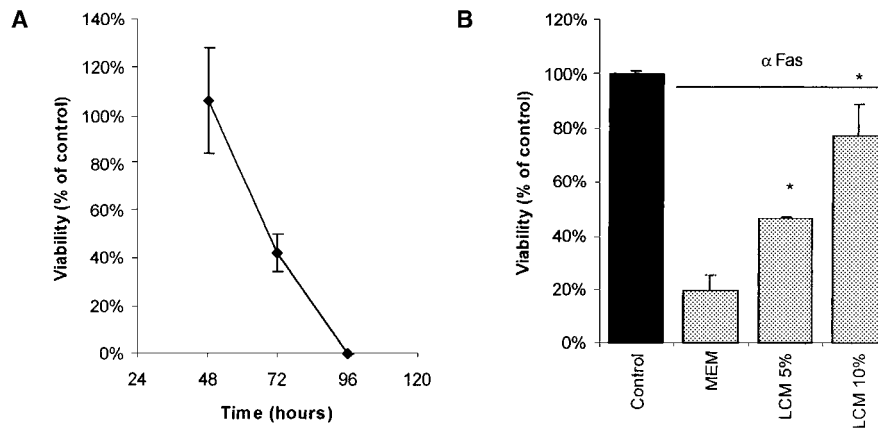 A
Viability (% of control)
140%
120%
100%
80%
60%
40%
20%
0%
24 48 72 96 120
Time (hours)
B
Viability (% of control)
120%
100%
80%
60%
40%
20%
0%
α Fas
*
*
Control
MEM
LCM 5%
LCM 10%